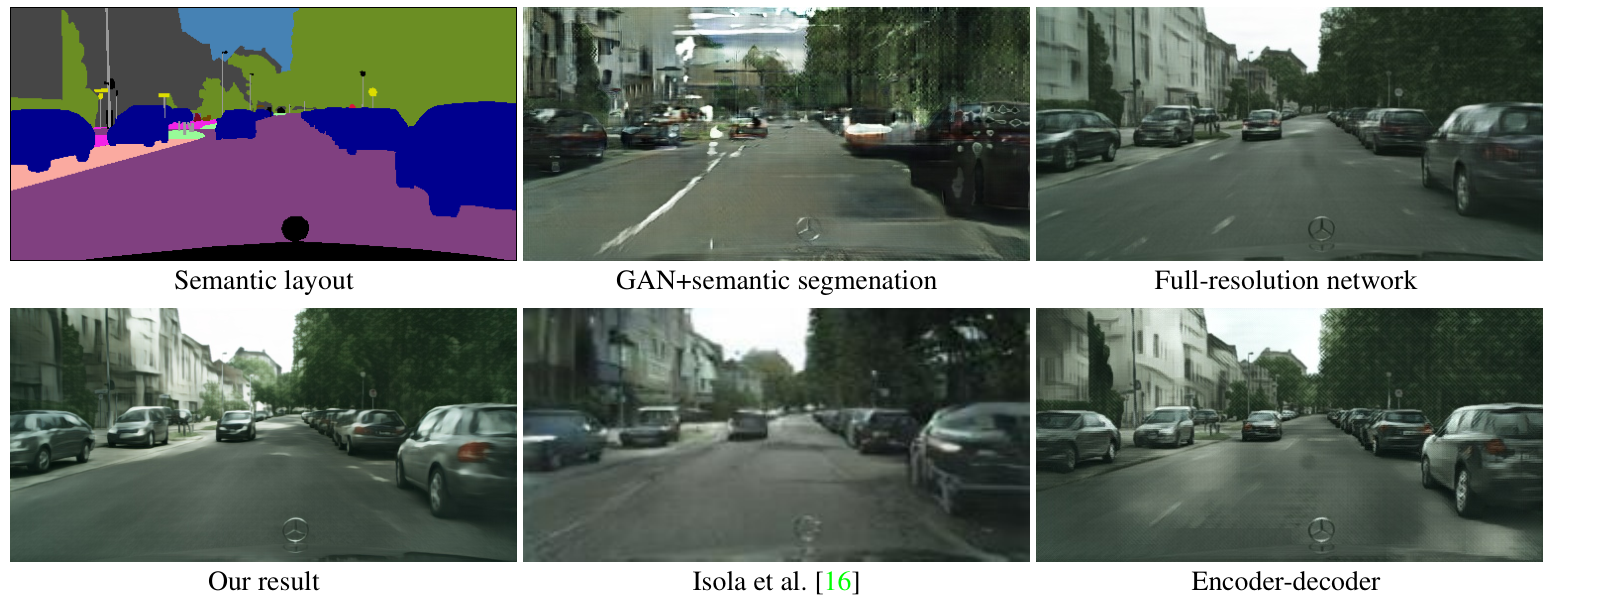 Semantic layout
GAN+semantic segmenation
Full-resolution network
Our result
Isola et al. [16]
Encoder-decoder